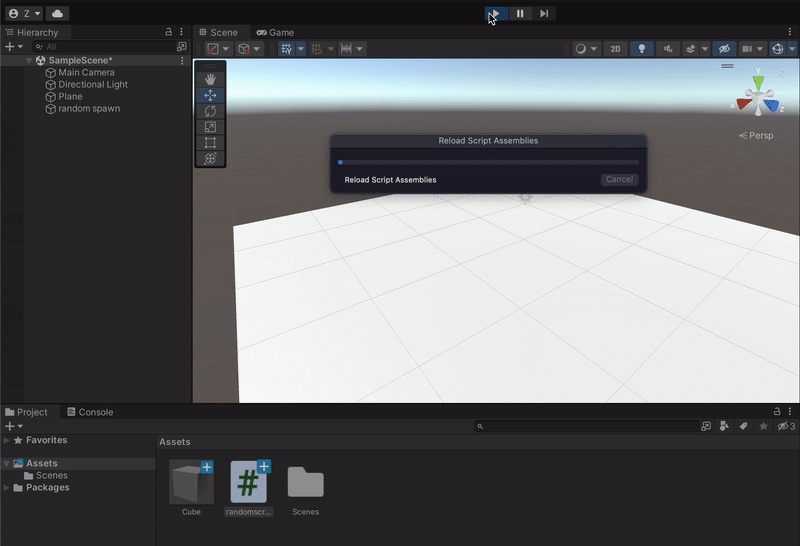 Z
Hierarchy
All
SampleScene*
Main Camera
Directional Light
Plane
random spawn
Scene
Game
2D
y
x
z
Persp
Reload Script Assemblies
Reload Script Assemblies
Cancel
Project
Console
3
Favorites
Assets
Scenes
Packages
Assets
#
Cube
randomscr...
Scenes